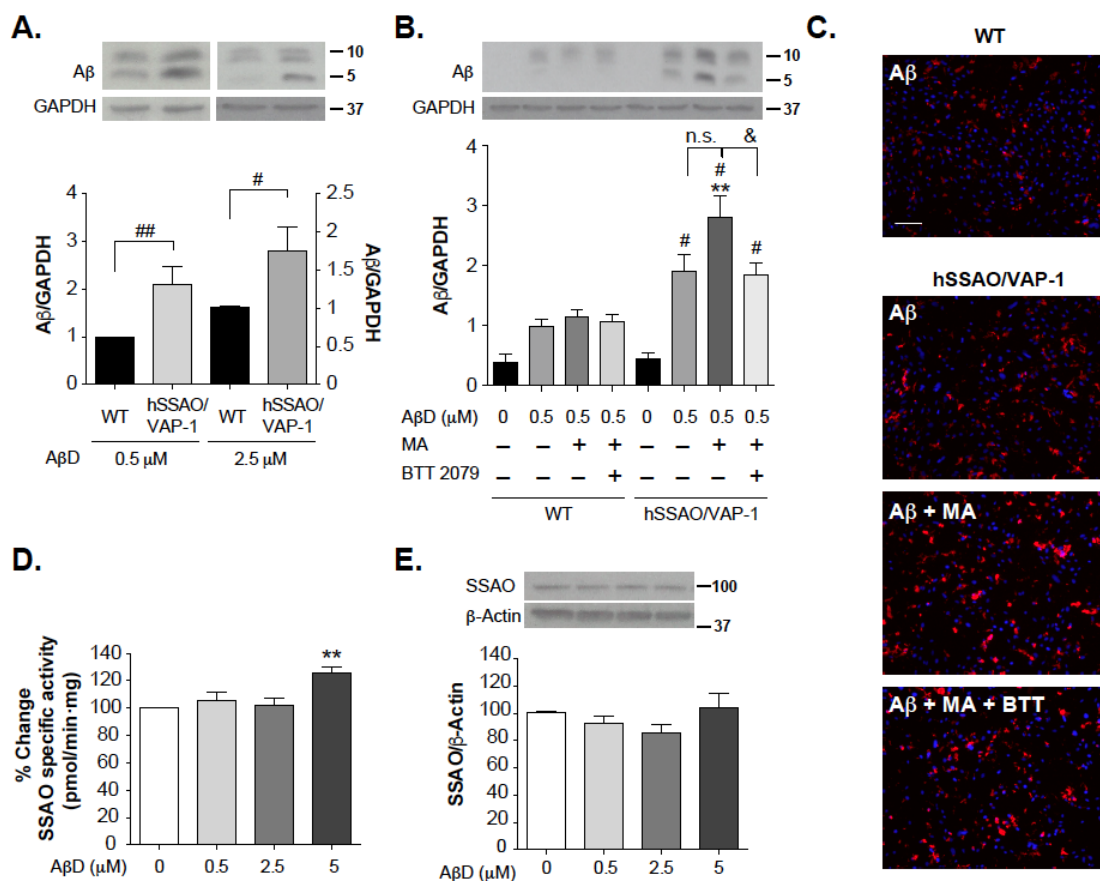 A.
Aβ
GAPDH
10
5
37
Aβ/GAPDH
4
3
2
1
0
##
#
2.5
2.0
1.5
1.0
0.5
0
Aβ/GAPDH
WT
hSSAO/
VAP-1
WT
hSSAO/
VAP-1
AβD
0.5 μM
2.5 μM
B.
Aβ
GAPDH
10
5
37
n.s.
&
Aβ/GAPDH
4
3
2
1
0
#
#
**
#
AβD (μM) 0 0.5 0.5 0.5 0 0.5 0.5 0.5
MA – – + + – – + +
BTT 2079 – – – + – – – +
WT
hSSAO/VAP-1
C.
WT
Aβ
hSSAO/VAP-1
Aβ
Aβ + MA
Aβ + MA + BTT
D.
% Change
SSAO specific activity
(pmol/min·mg)
140
120
100
80
60
40
20
0
**
AβD (μM) 0 0.5 2.5 5
E.
SSAO
β-Actin
100
37
SSAO/β-Actin
140
120
100
80
60
40
20
0
AβD (μM) 0 0.5 2.5 5